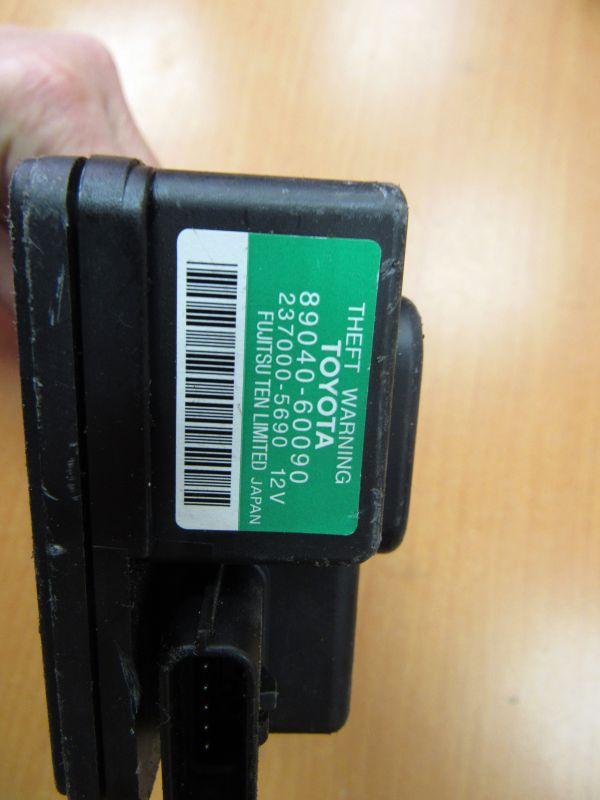 THEFT WARNING
TOYOTA
89040-60090
237000-5690 12V
FUJITSU TEN LIMITED JAPAN